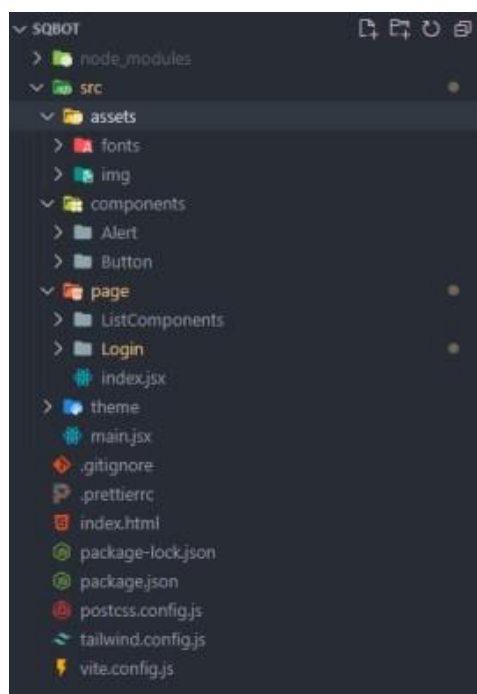 SQBOT
node_modules
src
assets
fonts
img
components
Alert
Button
page
ListComponents
Login
index.jsx
theme
main.jsx
.gitignore
.prettierrc
index.html
package-lock.json
package.json
postcss.config.js
tailwind.config.js
vite.config.js